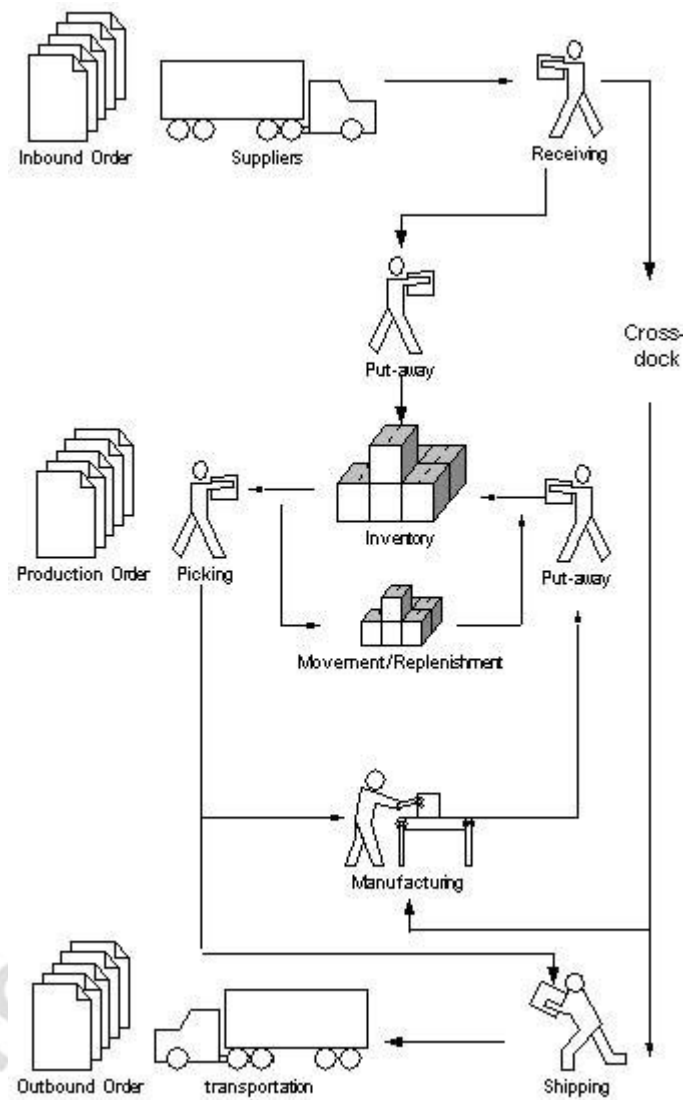 Inbound Order
Suppliers
Receiving
Put-away
Cross-
dock
Inventory
Production Order
Picking
Put-away
Movement/Replenishment
Manufacturing
Outbound Order
transportation
Shipping